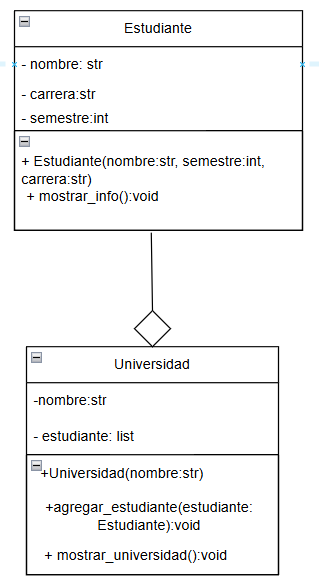 Estudiante
- nombre: str
- carrera:str
- semestre:int
+ Estudiante(nombre:str, semestre:int,
carrera:str)
+ mostrar_info():void
Universidad
-nombre:str
- estudiante: list
+Universidad(nombre:str)
+agregar_estudiante(estudiante:
Estudiante):void
+ mostrar_universidad():void